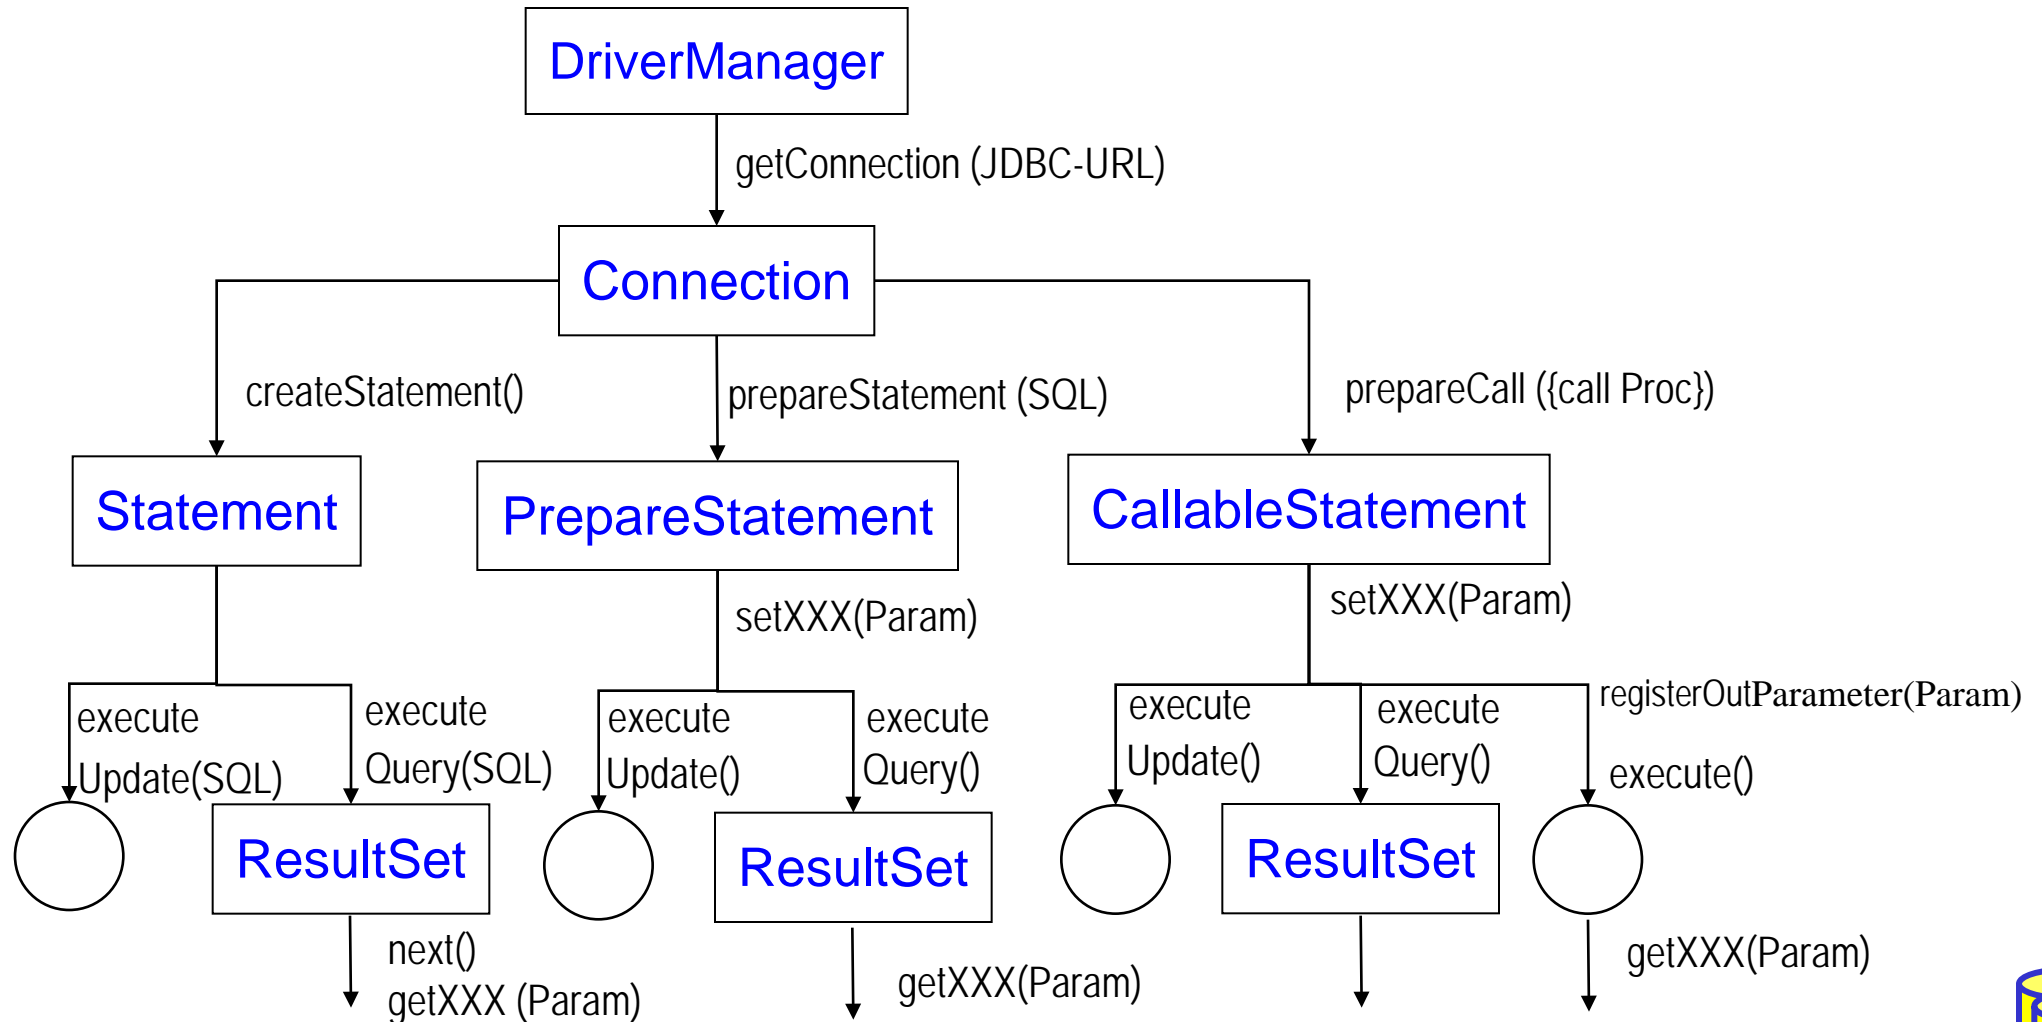 DriverManager
getConnection (JDBC-URL)
Connection
createStatement()
prepareStatement (SQL)
prepareCall ({call Proc})
Statement
PrepareStatement
CallableStatement
setXXX(Param)
setXXX(Param)
execute
Update(SQL)
execute
Query(SQL)
execute
Update()
execute
Query()
execute
Update()
execute
Query()
registerOutParameter(Param)
execute()
ResultSet
ResultSet
ResultSet
next()
getXXX (Param)
getXXX(Param)
getXXX(Param)